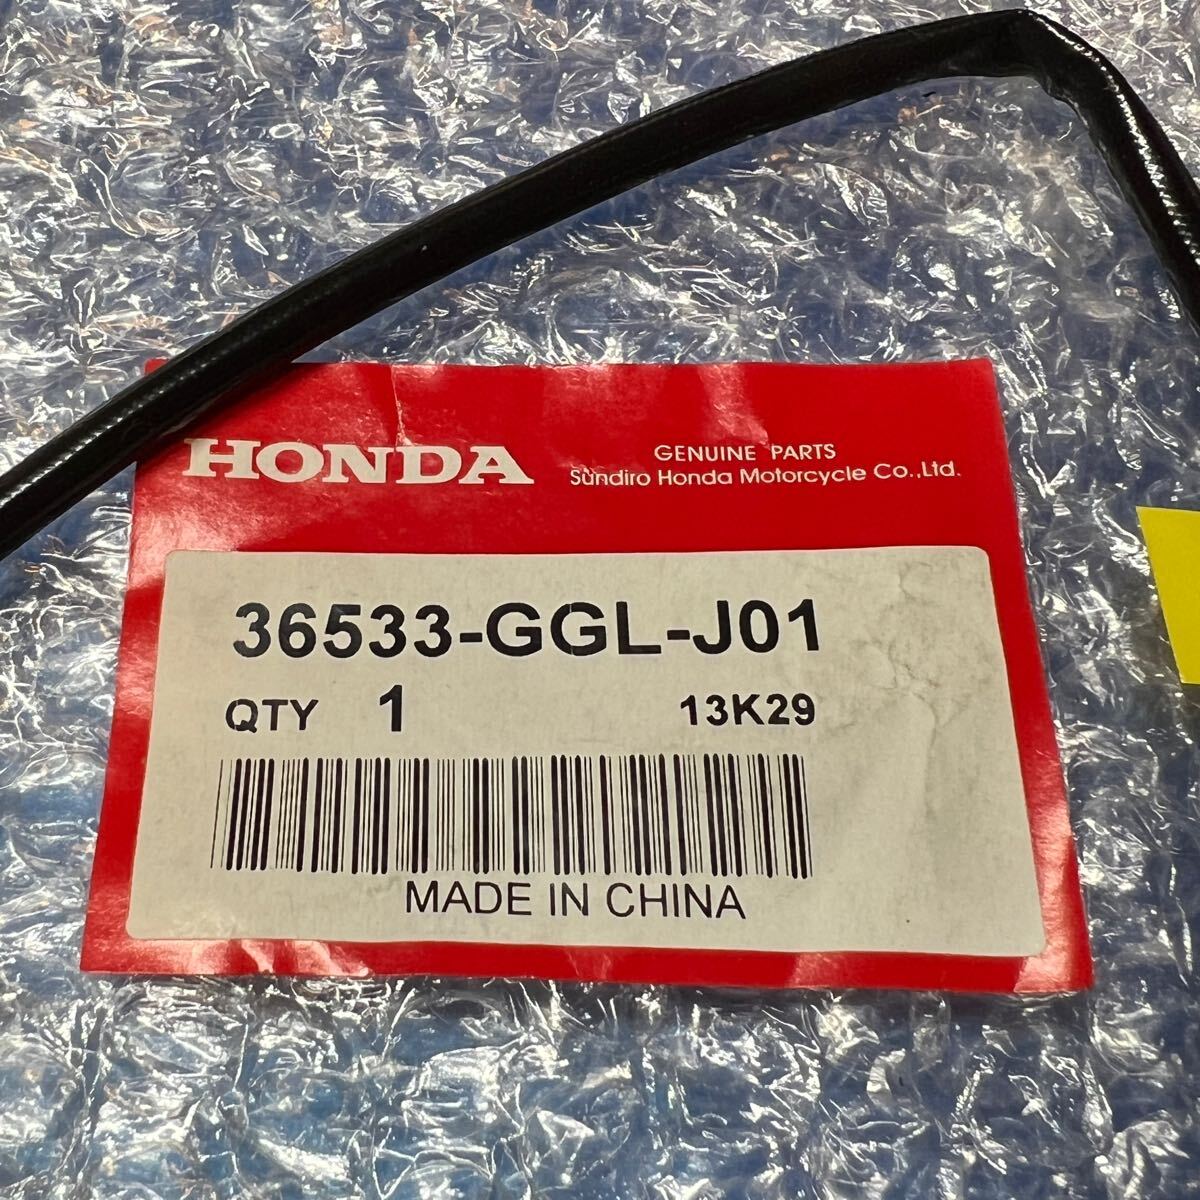 HONDA
GENUINE PARTS
Sundiro Honda Motorcycle Co.,Ltd.
36533-GGL-J01
QTY 1 13K29
MADE IN CHINA